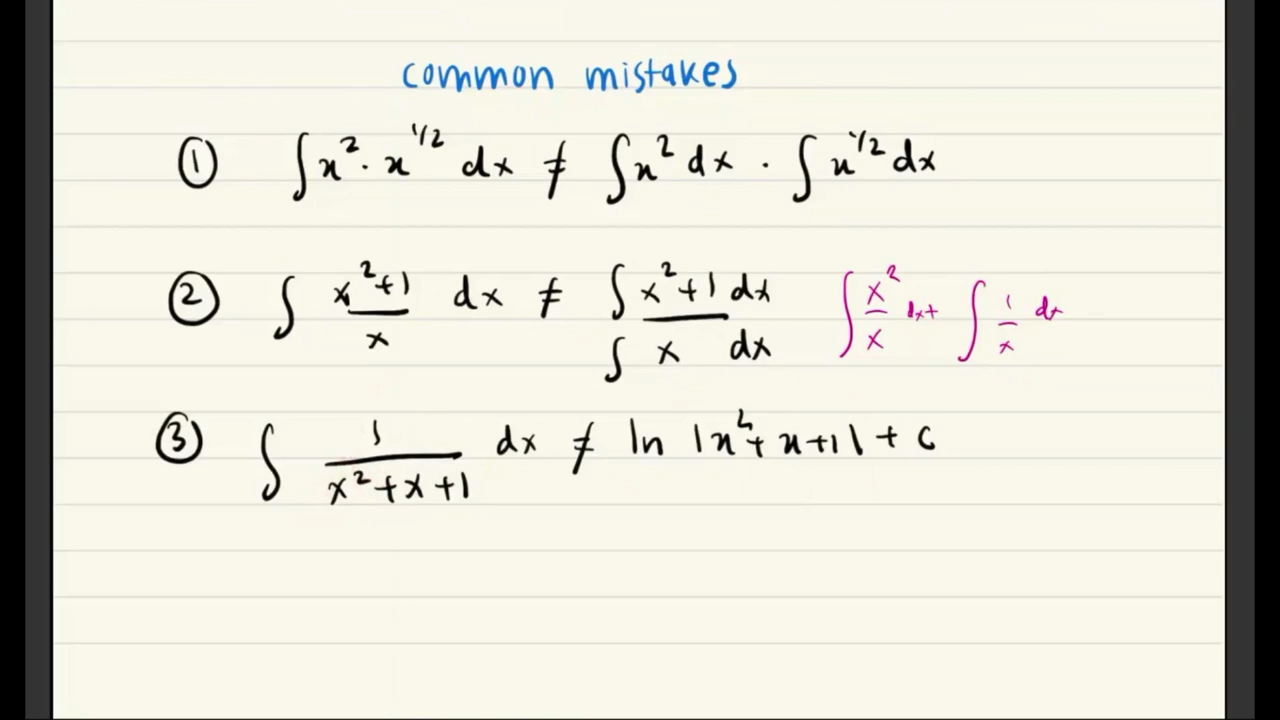 common mistakes
① ∫x²·x^1/2 dx ≠ ∫x² dx · ∫x^1/2 dx
② ∫ (x²+1)/x dx ≠ (∫ x²+1 dx)/(∫ x dx) ∫ x²/x dx + ∫ 1/x dx
③ ∫ 1/(x²+x+1) dx ≠ ln |x²+x+1| + c